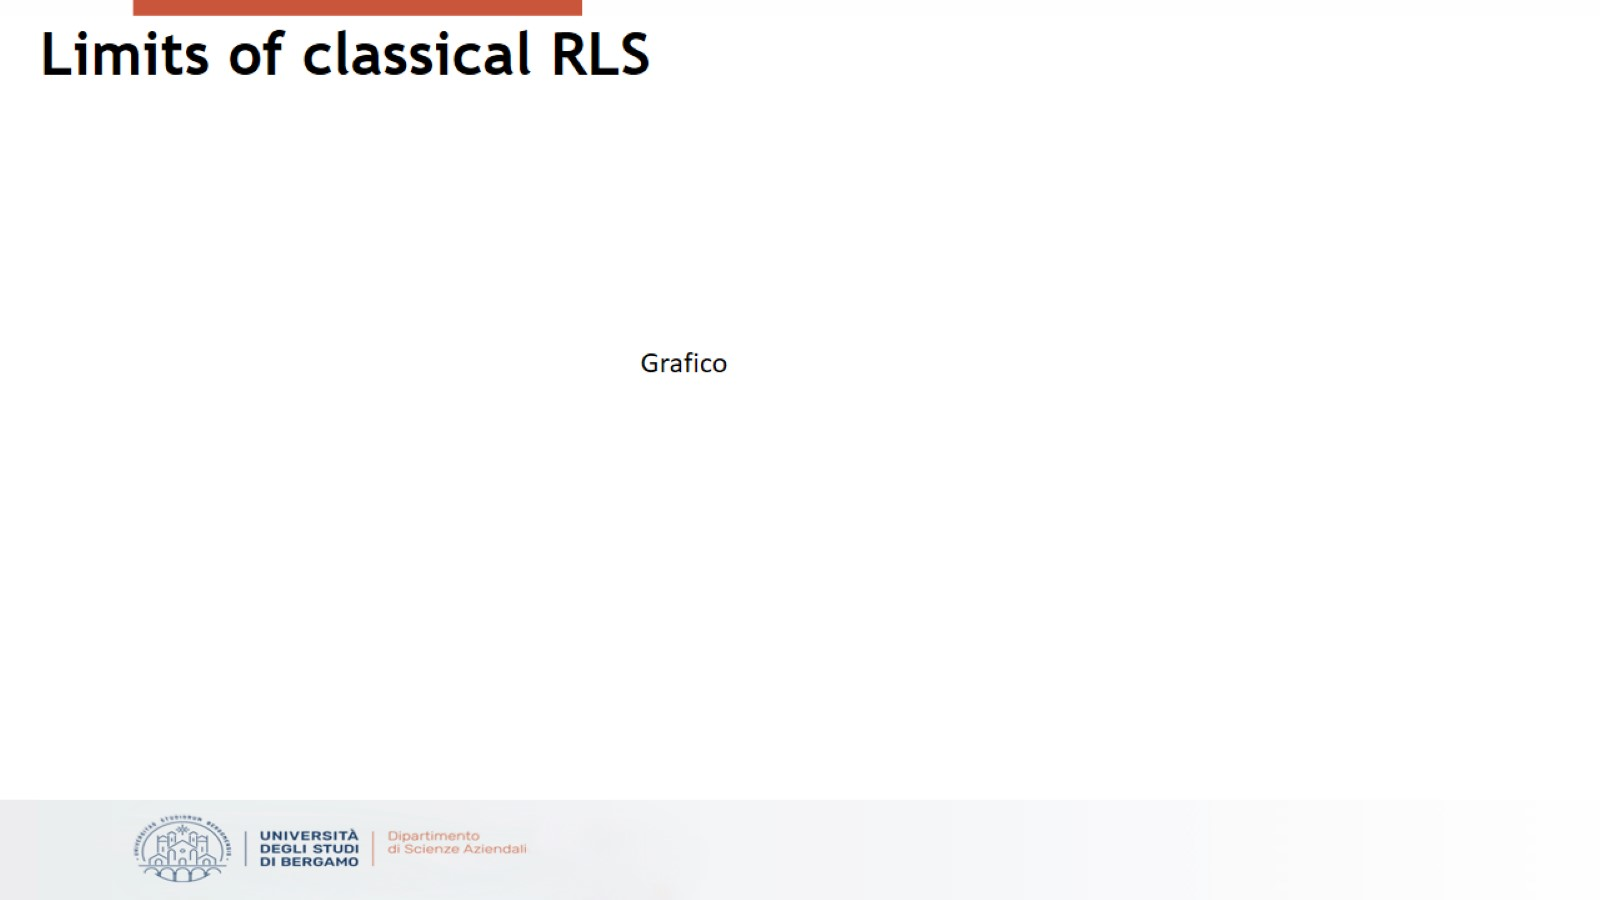 Limits of classical RLS
Grafico
UNIVERSITÀ
DEGLI STUDI
DI BERGAMO
Dipartimento
di Scienze Aziendali